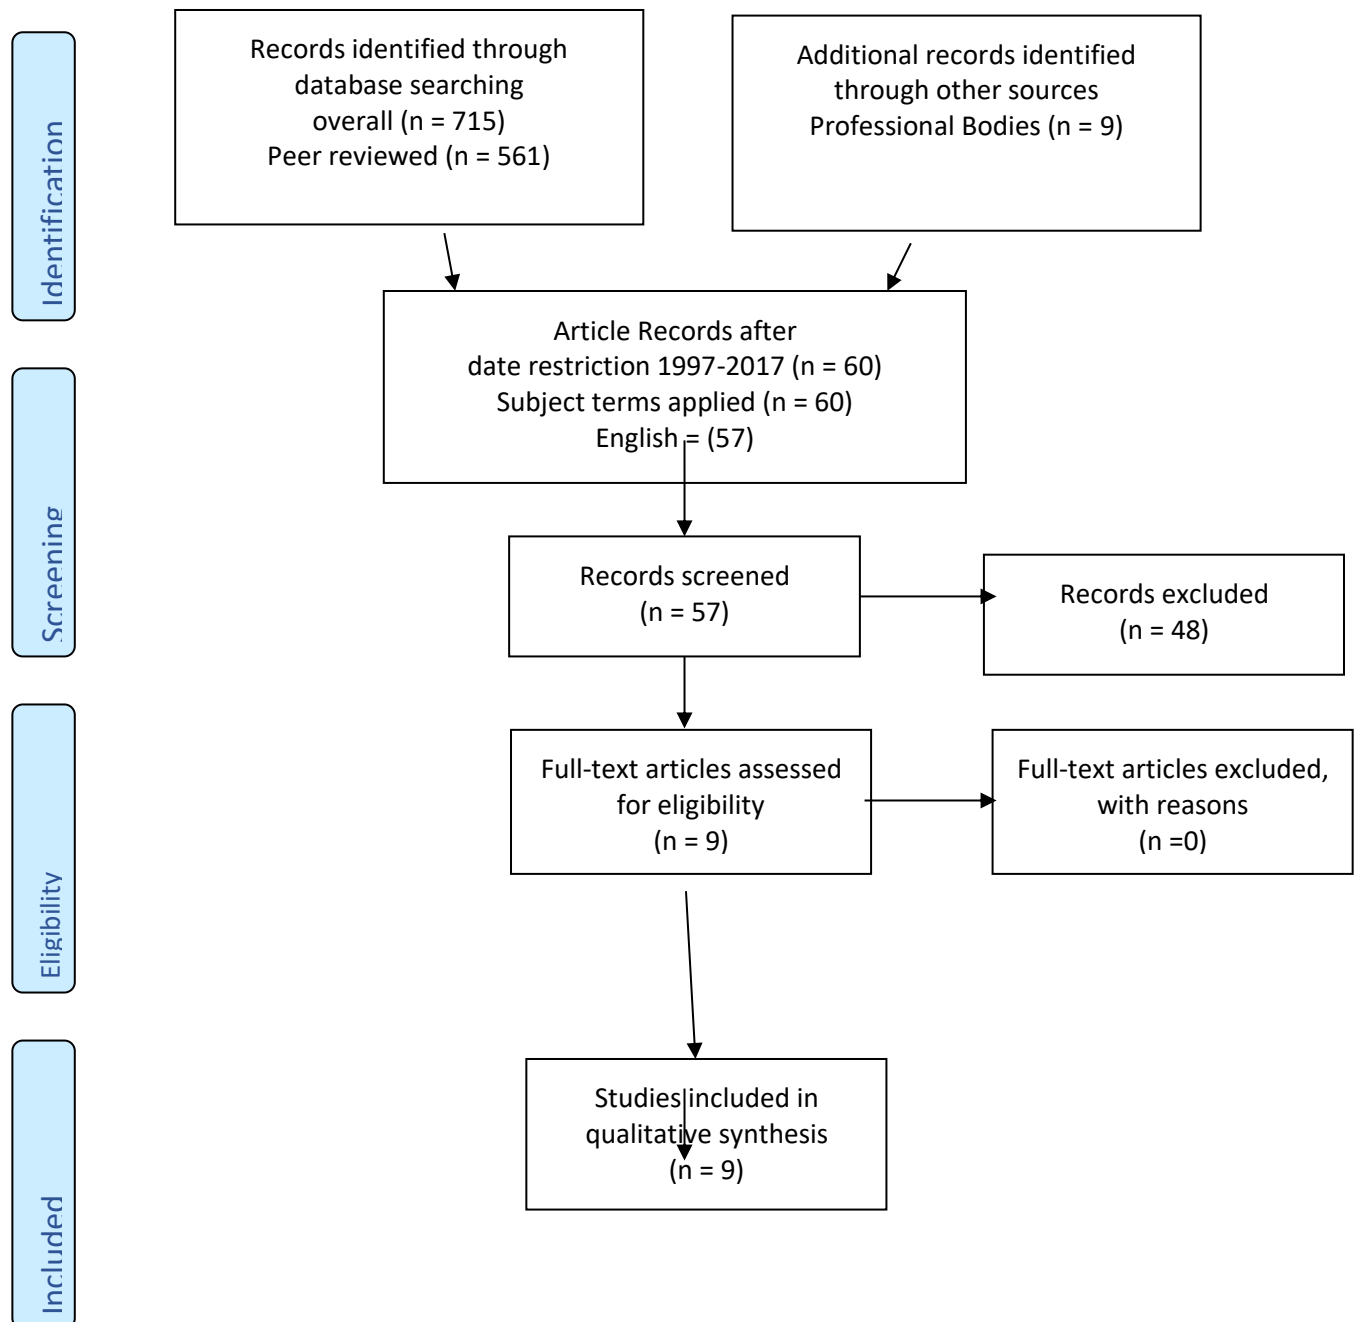 Identification
Records identified through
database searching
overall (n = 715)
Peer reviewed (n = 561)
Additional records identified
through other sources
Professional Bodies (n = 9)
Article Records after
date restriction 1997-2017 (n = 60)
Subject terms applied (n = 60)
English = (57)
Screening
Records screened
(n = 57)
Records excluded
(n = 48)
Eligibility
Full-text articles assessed
for eligibility
(n = 9)
Full-text articles excluded,
with reasons
(n =0)
Included
Studies included in
qualitative synthesis
(n = 9)